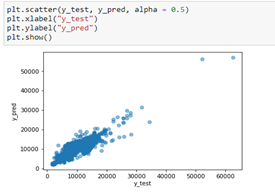 plt.scatter(y_test, y_pred, alpha = 0.5)
plt.xlabel("y_test")
plt.ylabel("y_pred")
plt.show()
50000
40000
30000
20000
10000
0
y_pred
0 10000 20000 30000 40000 50000 60000
y_test